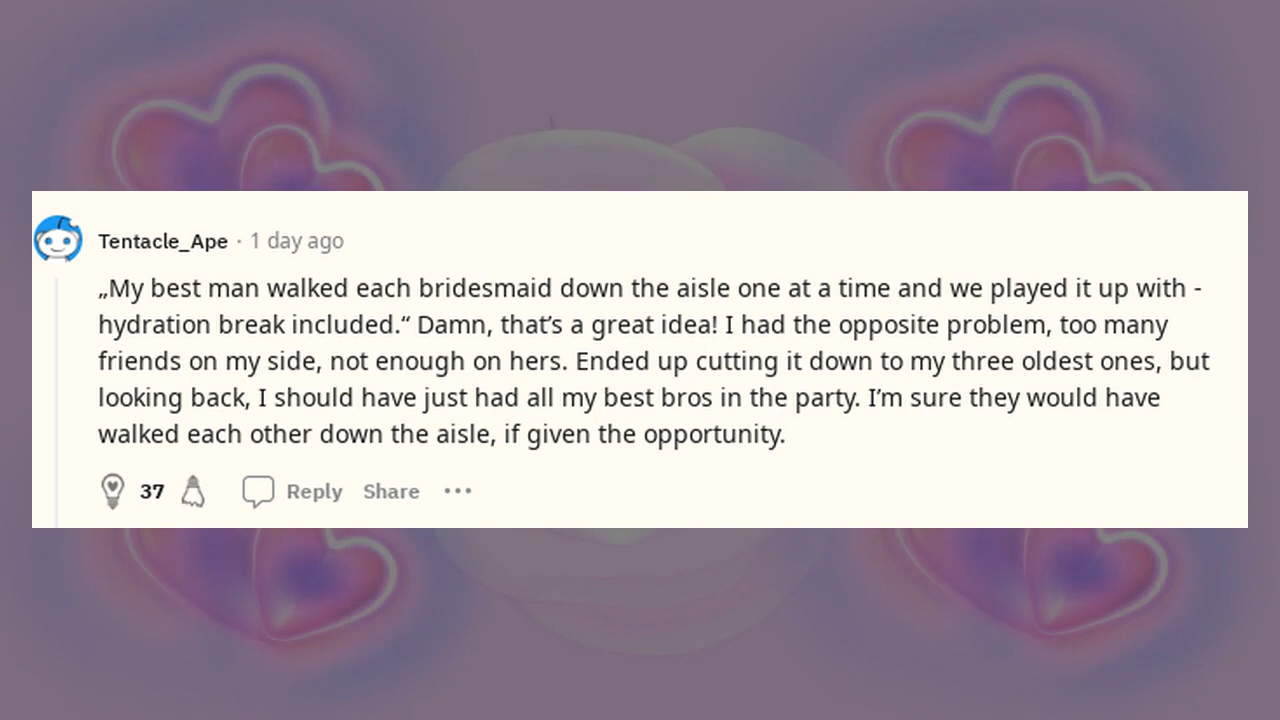 Tentacle_Ape · 1 day ago
„My best man walked each bridesmaid down the aisle one at a time and we played it up with -
hydration break included.“ Damn, that’s a great idea! I had the opposite problem, too many
friends on my side, not enough on hers. Ended up cutting it down to my three oldest ones, but
looking back, I should have just had all my best bros in the party. I’m sure they would have
walked each other down the aisle, if given the opportunity.
37 Reply Share ···